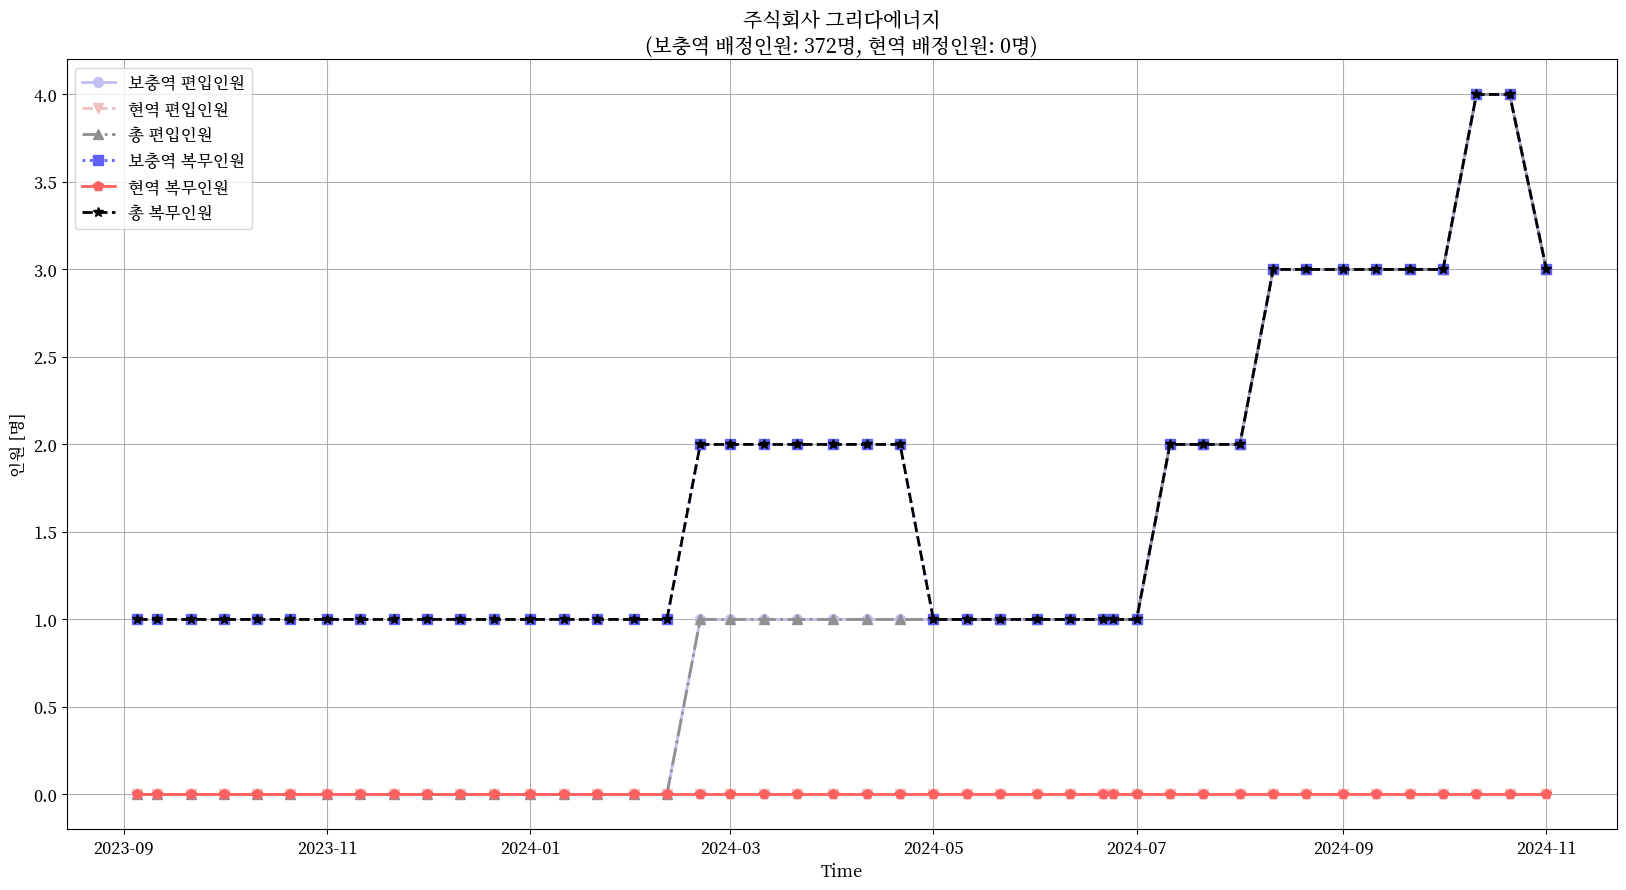 주식회사 그리다에너지
(보충역 배정인원: 372명, 현역 배정인원: 0명)
보충역 편입인원
현역 편입인원
총 편입인원
보충역 복무인원
현역 복무인원
총 복무인원
4.0
3.5
3.0
2.5
2.0
1.5
1.0
0.5
0.0
인원 [명]
2023-09 2023-11 2024-01 2024-03 2024-05 2024-07 2024-09 2024-11
Time